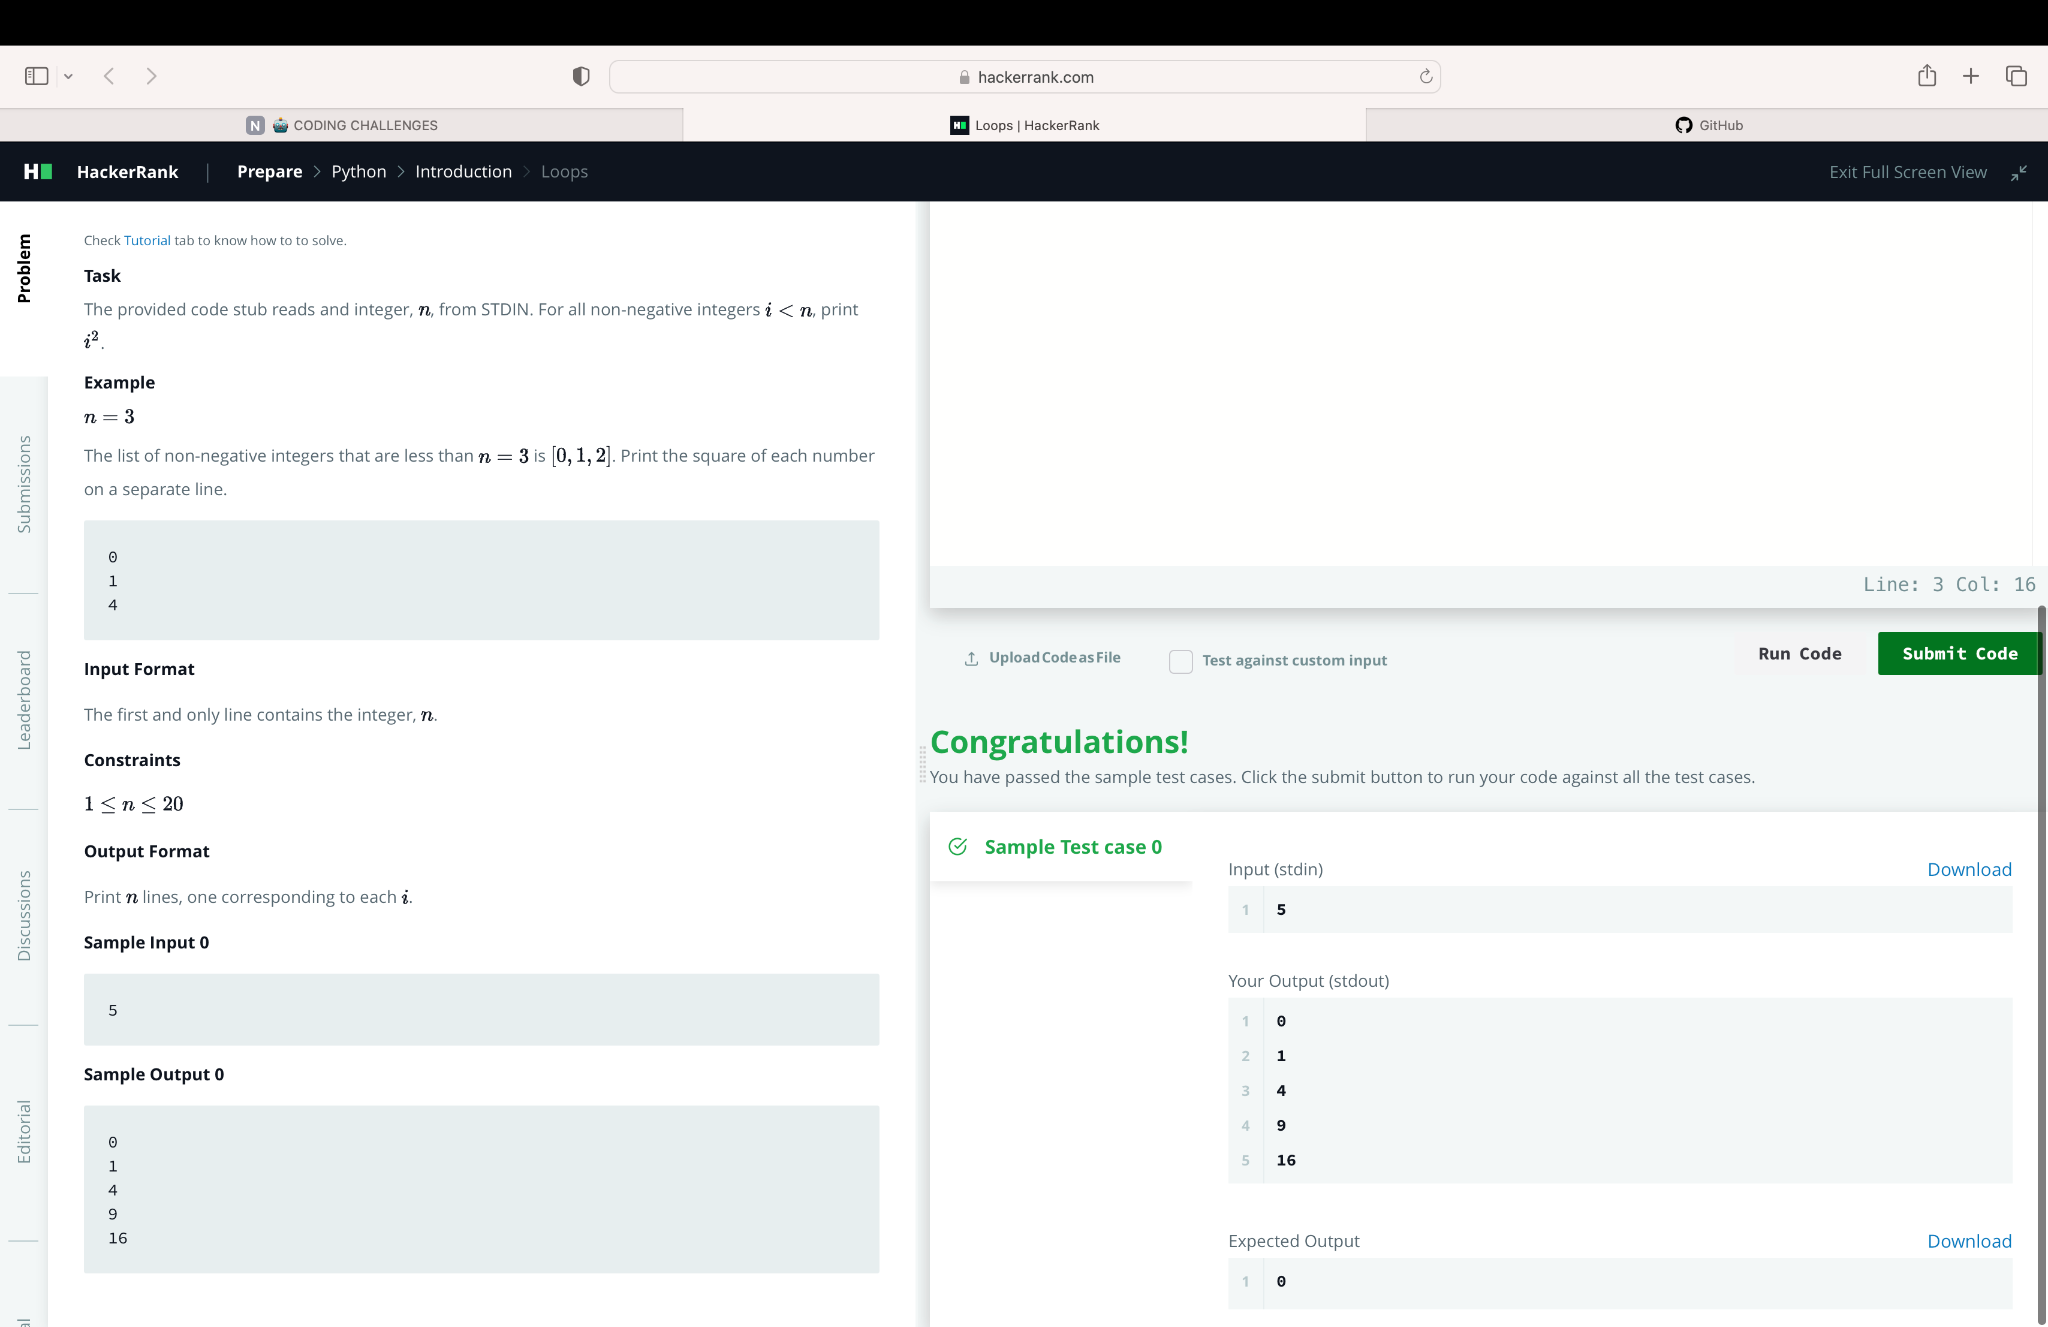 hackerrank.com
N 🤖 CODING CHALLENGES
Loops | HackerRank
GitHub
HackerRank | Prepare > Python > Introduction > Loops
Exit Full Screen View
Problem
Submissions
Leaderboard
Discussions
Editorial
Check Tutorial tab to know how to to solve.
Task
The provided code stub reads and integer, n, from STDIN. For all non-negative integers i < n, print
i².
Example
n = 3
The list of non-negative integers that are less than n = 3 is [0, 1, 2]. Print the square of each number
on a separate line.
0
1
4
Input Format
The first and only line contains the integer, n.
Constraints
1 ≤ n ≤ 20
Output Format
Print n lines, one corresponding to each i.
Sample Input 0
5
Sample Output 0
0
1
4
9
16
Line: 3 Col: 16
Upload Code as File
Test against custom input
Run Code
Submit Code
Congratulations!
You have passed the sample test cases. Click the submit button to run your code against all the test cases.
Sample Test case 0
Input (stdin)
Download
1 5
Your Output (stdout)
1 0
2 1
3 4
4 9
5 16
Expected Output
Download
1 0